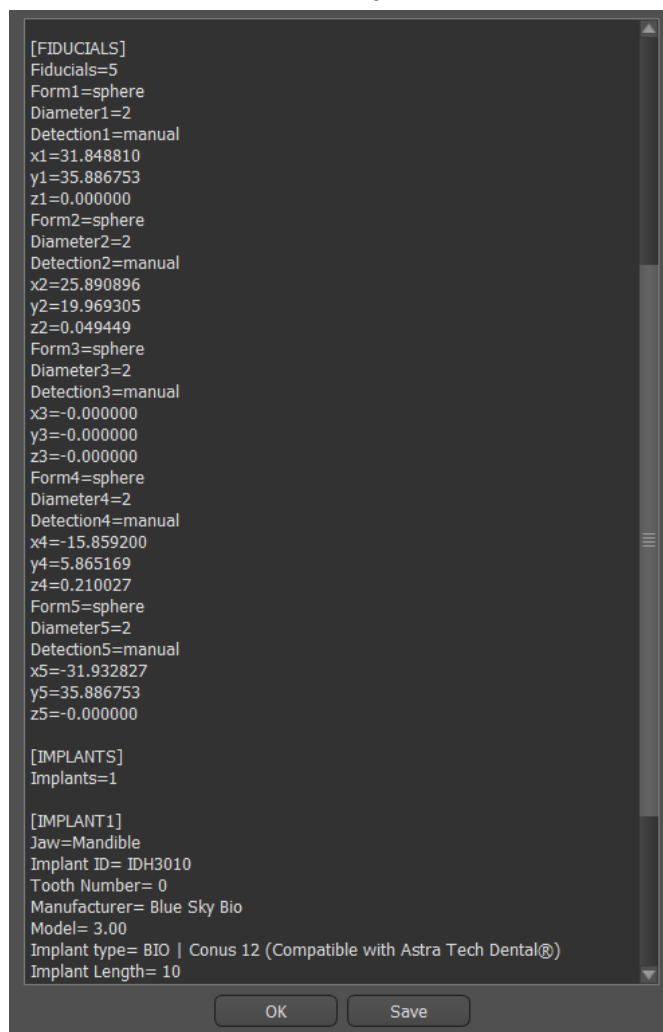 [FIDUCIALS]
Fiducials=5
Form1=sphere
Diameter1=2
Detection1=manual
x1=31.848810
y1=35.886753
z1=0.000000
Form2=sphere
Diameter2=2
Detection2=manual
x2=25.890896
y2=19.969305
z2=0.049449
Form3=sphere
Diameter3=2
Detection3=manual
x3=-0.000000
y3=-0.000000
z3=-0.000000
Form4=sphere
Diameter4=2
Detection4=manual
x4=-15.859200
y4=5.865169
z4=0.210027
Form5=sphere
Diameter5=2
Detection5=manual
x5=-31.932827
y5=35.886753
z5=-0.000000
[IMPLANTS]
Implants=1
[IMPLANT1]
Jaw=Mandible
Implant ID= IDH3010
Tooth Number= 0
Manufacturer= Blue Sky Bio
Model= 3.00
Implant type= BIO | Conus 12 (Compatible with Astra Tech Dental®)
Implant Length= 10
OK Save